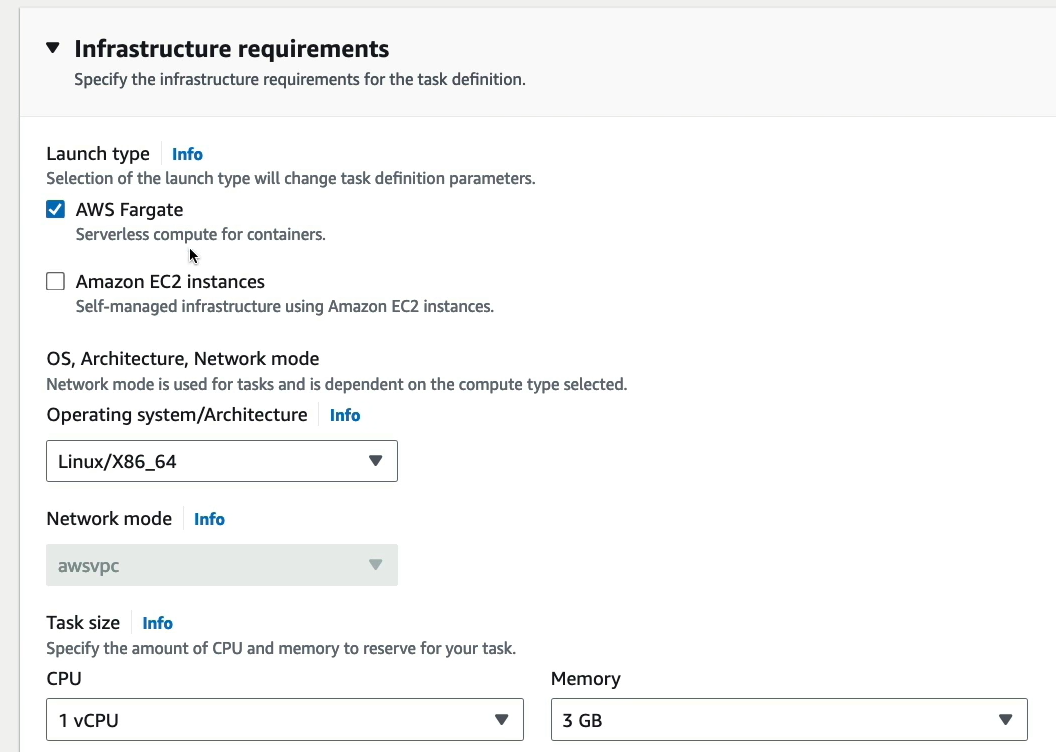 Infrastructure requirements
Specify the infrastructure requirements for the task definition.
Launch type Info
Selection of the launch type will change task definition parameters.
AWS Fargate
Serverless compute for containers.
Amazon EC2 instances
Self-managed infrastructure using Amazon EC2 instances.
OS, Architecture, Network mode
Network mode is used for tasks and is dependent on the compute type selected.
Operating system/Architecture Info
Linux/X86_64
Network mode Info
awsvpc
Task size Info
Specify the amount of CPU and memory to reserve for your task.
CPU Memory
1 vCPU 3 GB